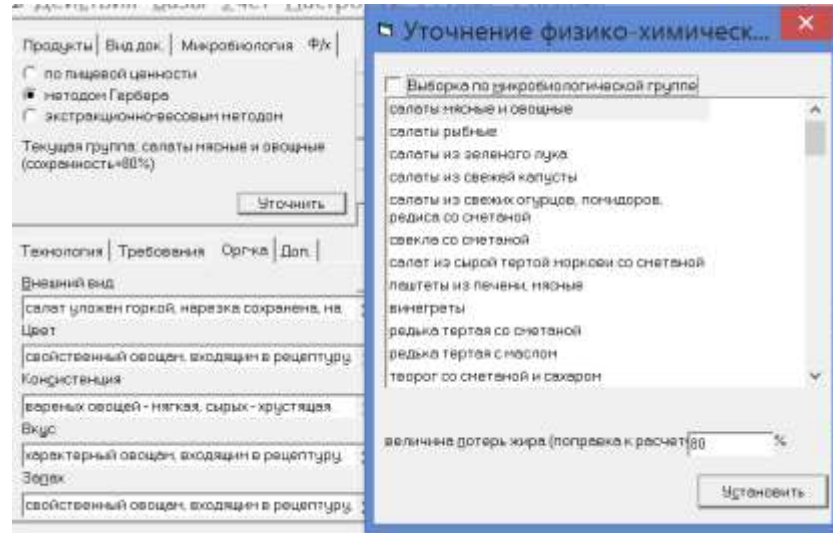 Действия Базы Учет
Продукты Вид док. Микробиология Ф/х
по пищевой ценности
методом Гербера
экстракционно-весовым методом
Текущая группа: салаты мясные и овощные
(сохранность=80%)
Уточнить
Технология Требования Орг-ка Доп.
Внешний вид
салат уложен горкой, нарезка сохранена, на
Цвет
свойственный овощам, входящим в рецептуру,
Консистенция
вареных овощей - мягкая, сырых - хрустящая
Вкус
характерный овощам, входящим в рецептуру,
Запах
свойственный овощам, входящим в рецептуру,
Уточнение физико-химическ...
Выборка по микробиологической группе
салаты мясные и овощные
салаты рыбные
салаты из зеленого лука
салаты из свежей капусты
салаты из свежих огурцов, помидоров,
редиса со сметаной
свекла со сметаной
салат из сырой тертой моркови со сметаной
паштеты из печени, мясные
винегреты
редька тертая со сметаной
редька тертая с маслом
творог со сметаной и сахаром
величина потерь жира (поправка к расчет 80 %
Установить